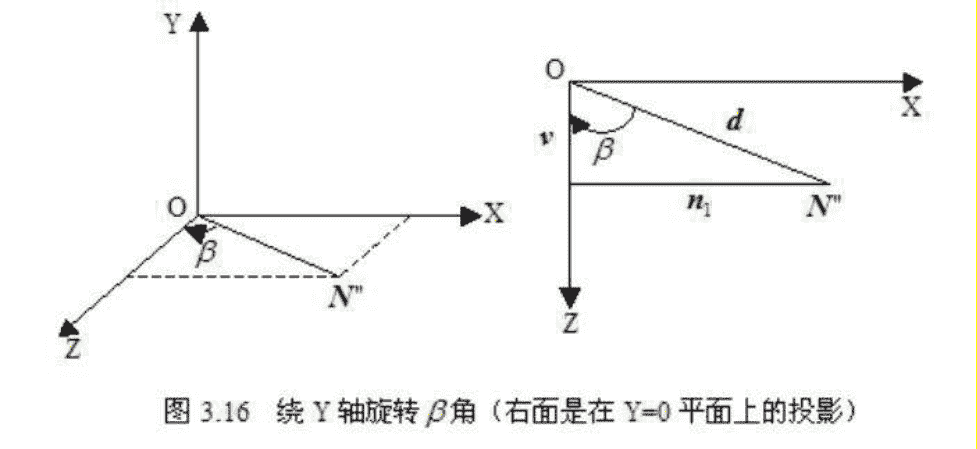 Y
O
X
β
N"
Z
O
X
v
d
β
n₁
N"
Z
图 3.16 绕 Y 轴旋转 β 角（右面是在 Y=0 平面上的投影）